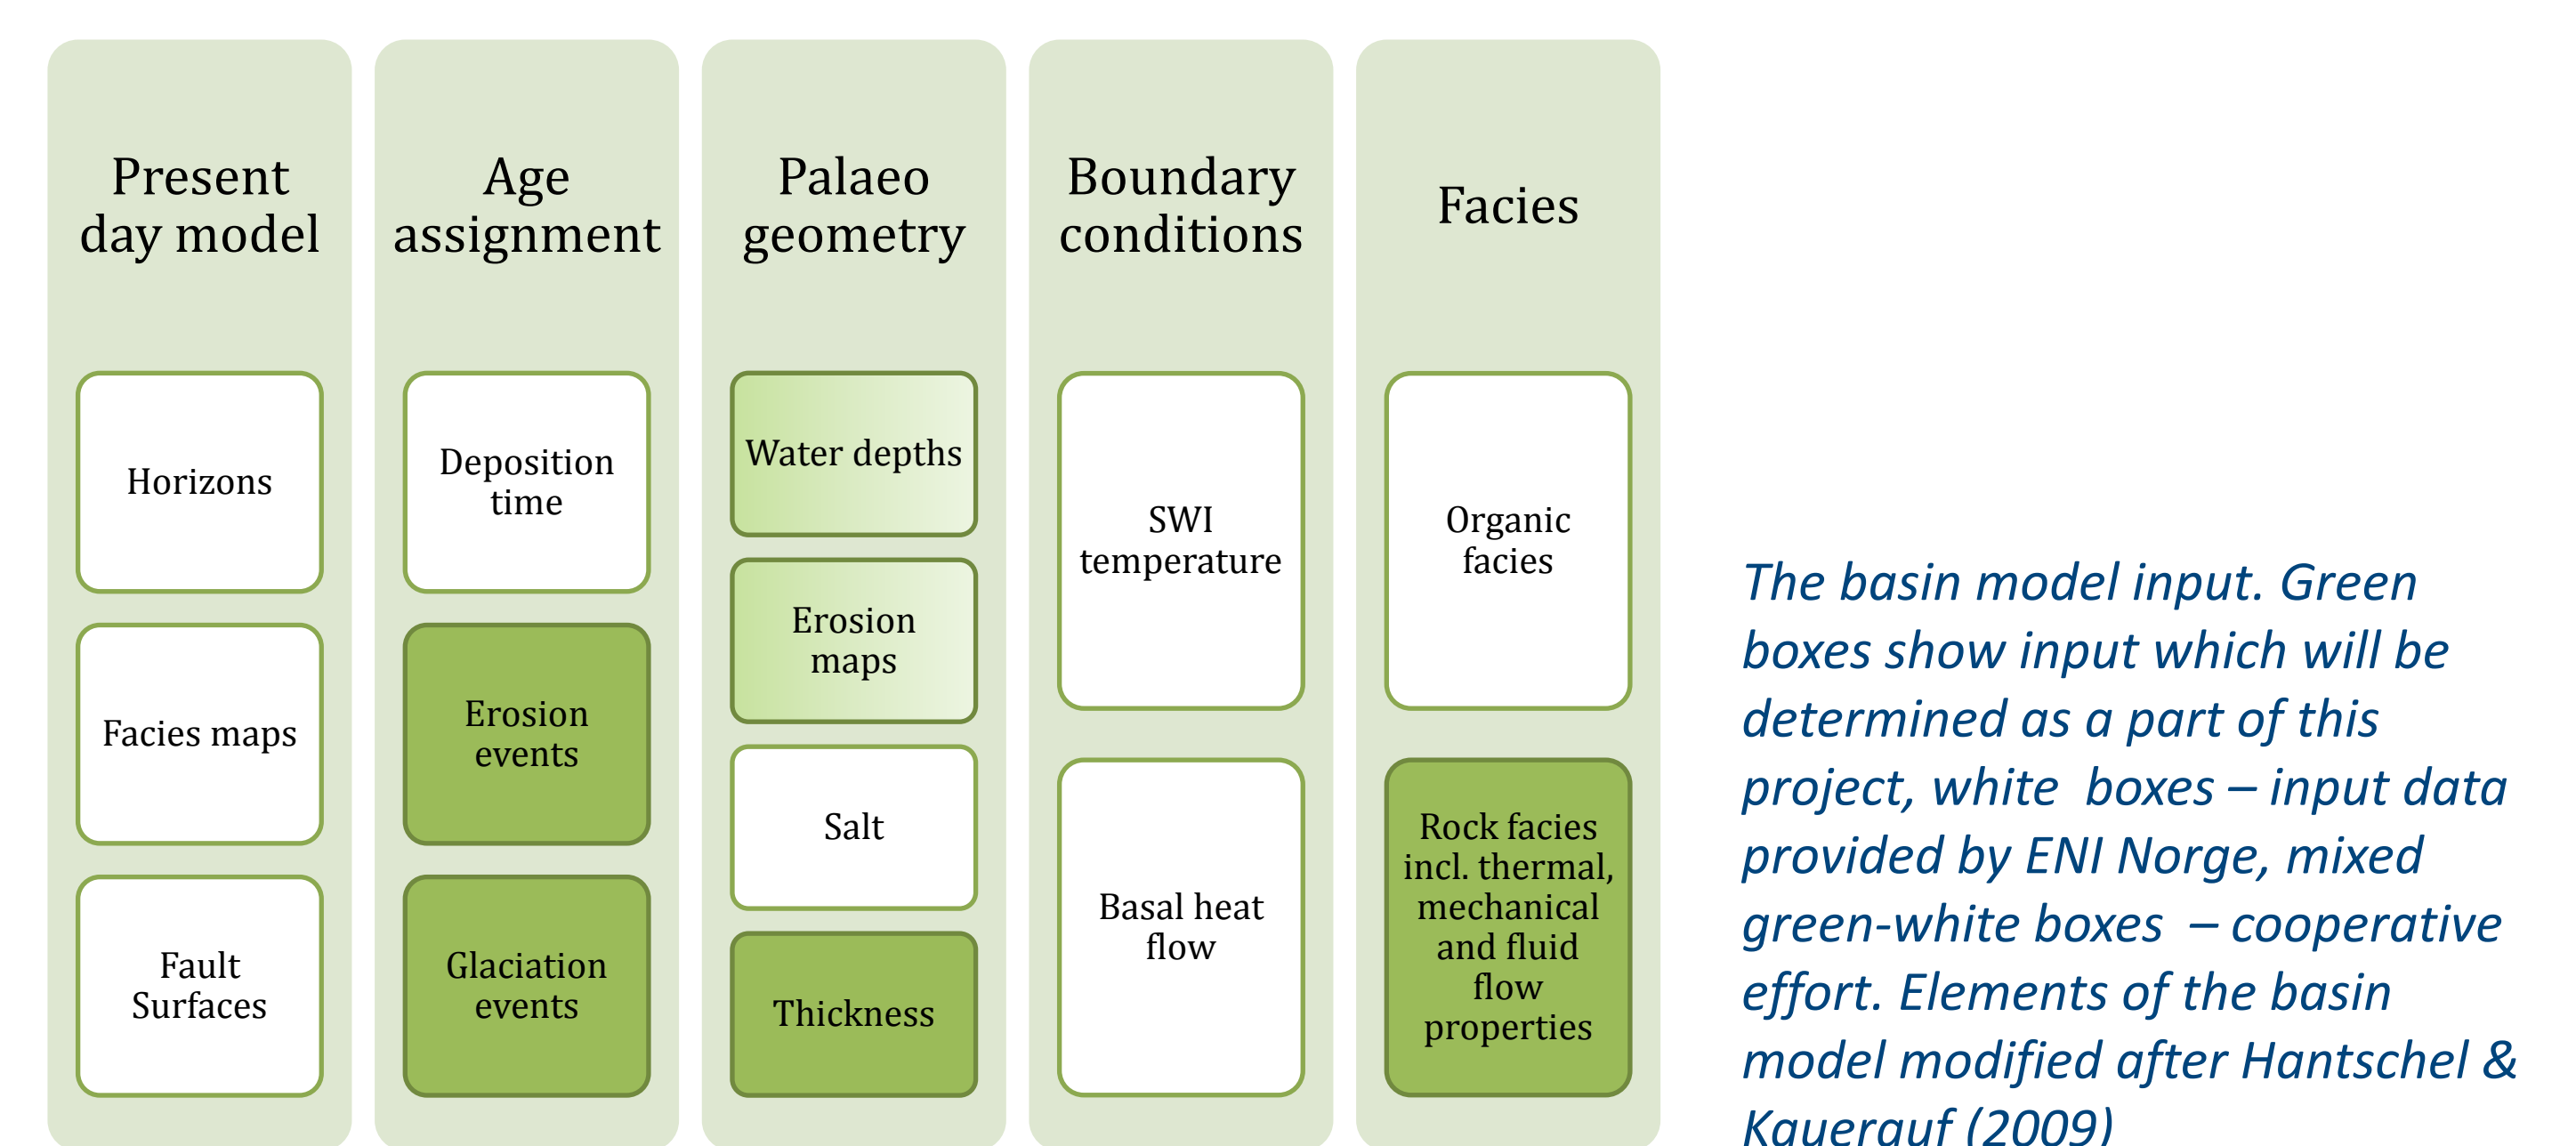 Present
day model
Horizons
Facies maps
Fault
Surfaces
Age
assignment
Deposition
time
Erosion
events
Glaciation
events
Palaeo
geometry
Water depths
Erosion
maps
Salt
Thickness
Boundary
conditions
SWI
temperature
Basal heat
flow
Facies
Organic
facies
Rock facies
incl. thermal,
mechanical
and fluid
flow
properties
The basin model input. Green
boxes show input which will be
determined as a part of this
project, white  boxes – input data
provided by ENI Norge, mixed
green-white boxes  – cooperative
effort. Elements of the basin
model modified after Hantschel &
Kauerauf (2009)